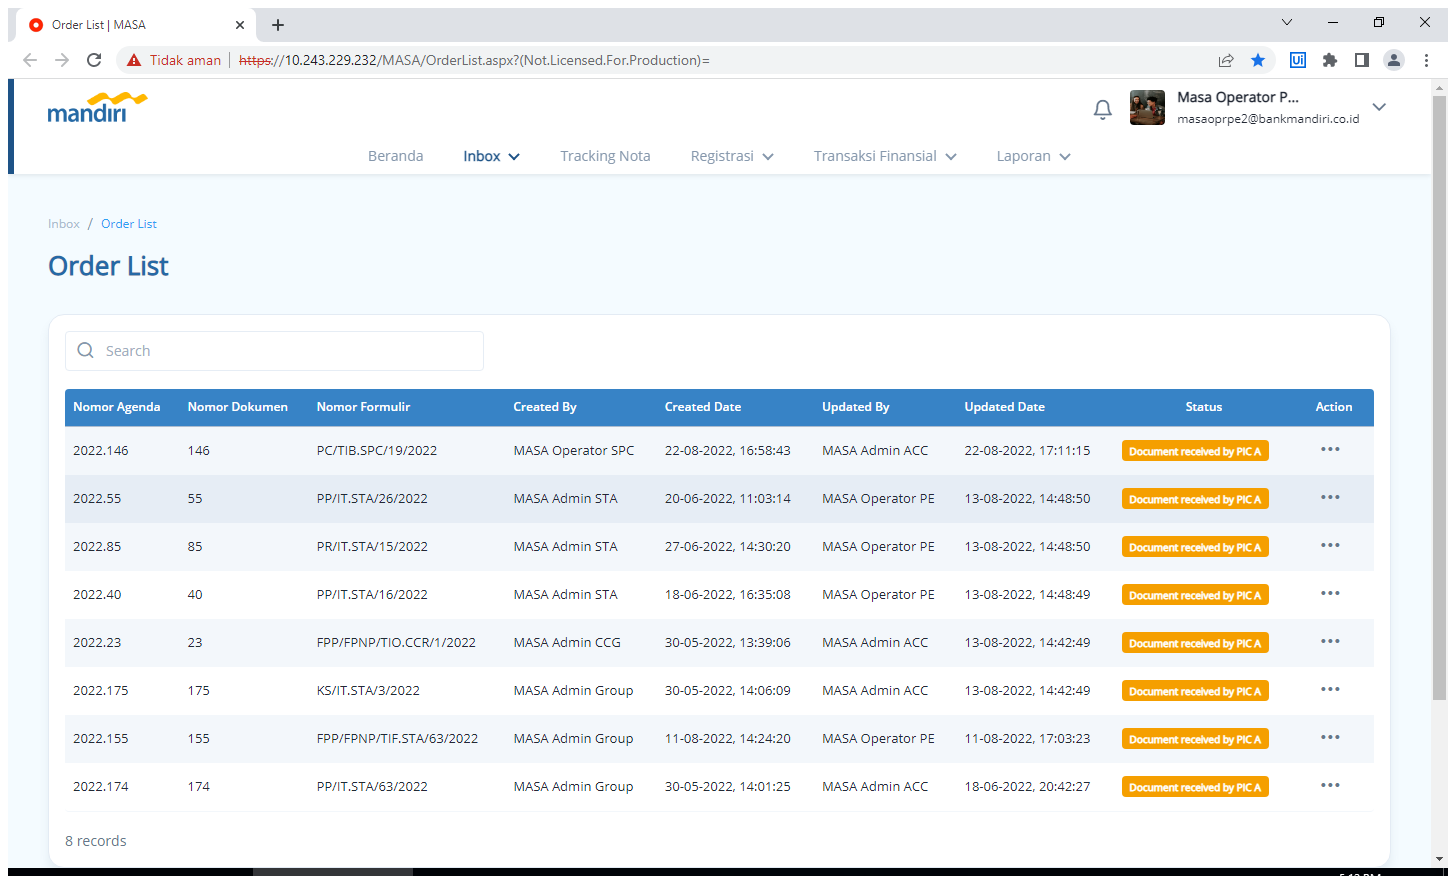 Order List | MASA
Tidak aman | https://10.243.229.232/MASA/OrderList.aspx?(Not.Licensed.For.Production)=
Ui
mandiri
Masa Operator P...
masaoprpe2@bankmandiri.co.id
Beranda Inbox Tracking Nota Registrasi Transaksi Finansial Laporan
Inbox / Order List
Order List
Search
Nomor Agenda Nomor Dokumen Nomor Formulir Created By Created Date Updated By Updated Date Status Action
2022.146 146 PC/TIB.SPC/19/2022 MASA Operator SPC 22-08-2022, 16:58:43 MASA Admin ACC 22-08-2022, 17:11:15 Document received by PIC A
2022.55 55 PP/IT.STA/26/2022 MASA Admin STA 20-06-2022, 11:03:14 MASA Operator PE 13-08-2022, 14:48:50 Document received by PIC A
2022.85 85 PR/IT.STA/15/2022 MASA Admin STA 27-06-2022, 14:30:20 MASA Operator PE 13-08-2022, 14:48:50 Document received by PIC A
2022.40 40 PP/IT.STA/16/2022 MASA Admin STA 18-06-2022, 16:35:08 MASA Operator PE 13-08-2022, 14:48:49 Document received by PIC A
2022.23 23 FPP/FPNP/TIO.CCR/1/2022 MASA Admin CCG 30-05-2022, 13:39:06 MASA Admin ACC 13-08-2022, 14:42:49 Document received by PIC A
2022.175 175 KS/IT.STA/3/2022 MASA Admin Group 30-05-2022, 14:06:09 MASA Admin ACC 13-08-2022, 14:42:49 Document received by PIC A
2022.155 155 FPP/FPNP/TIF.STA/63/2022 MASA Admin Group 11-08-2022, 14:24:20 MASA Operator PE 11-08-2022, 17:03:23 Document received by PIC A
2022.174 174 PP/IT.STA/63/2022 MASA Admin Group 30-05-2022, 14:01:25 MASA Admin ACC 18-06-2022, 20:42:27 Document received by PIC A
8 records